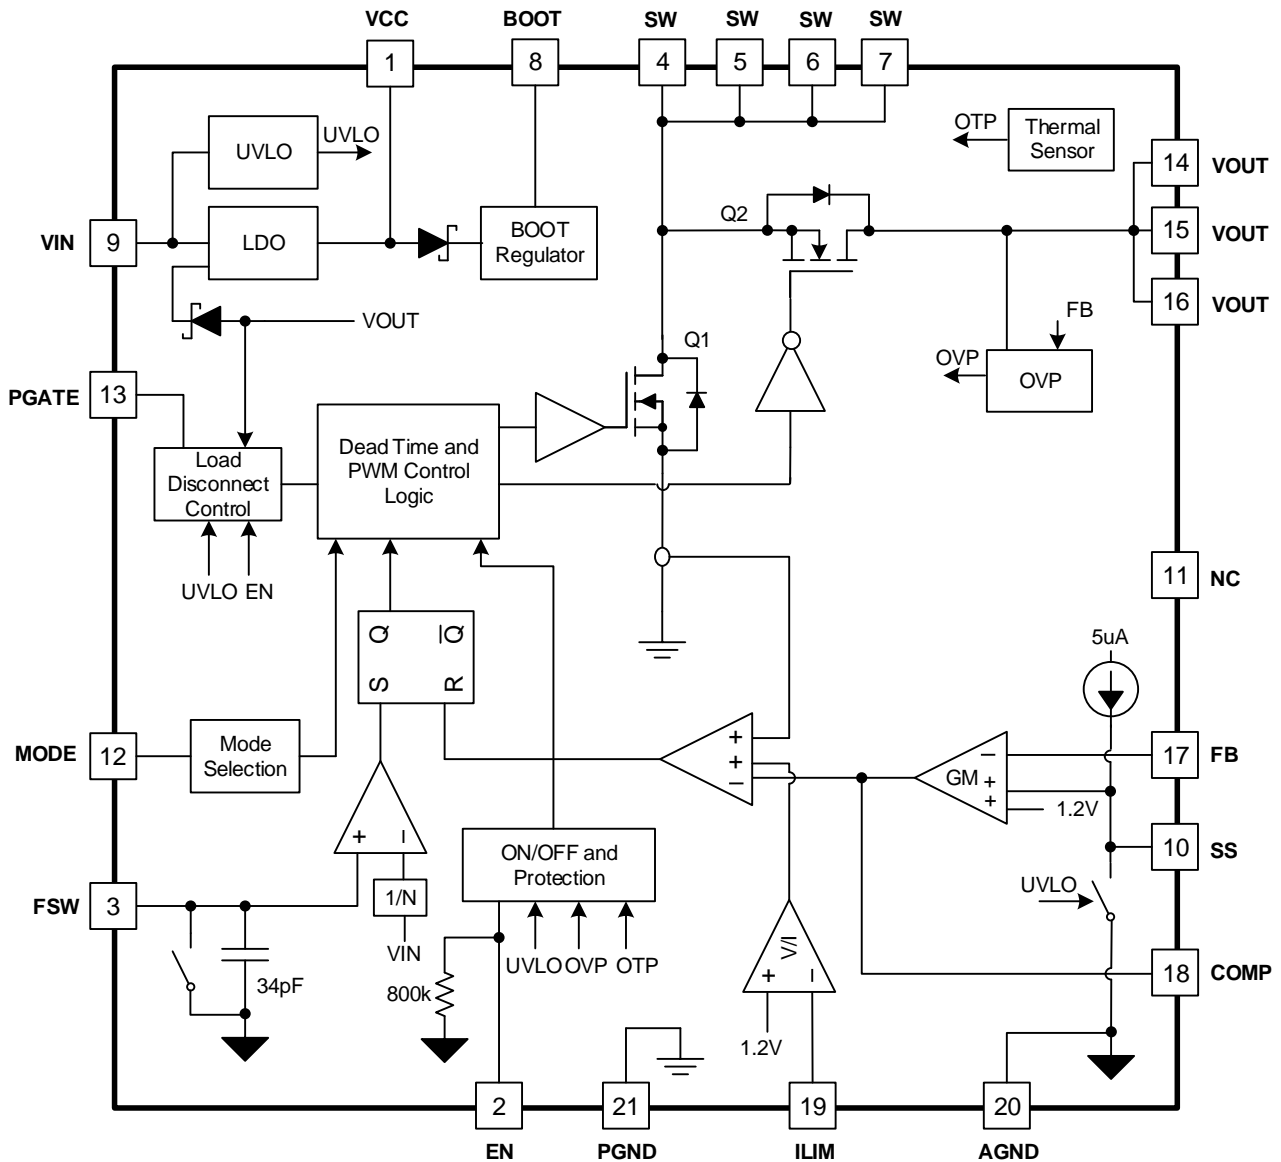 VCC
BOOT
SW
SW
SW
SW
1
8
4
5
6
7
UVLO
UVLO
OTP
Thermal
Sensor
14
VOUT
VIN
9
LDO
BOOT
Regulator
Q2
15
VOUT
16
VOUT
VOUT
FB
OVP
OVP
Q1
PGATE
13
Load
Disconnect
Control
Dead Time and
PWM Control
Logic
UVLO
EN
11
NC
Q
Q
S
R
5uA
MODE
12
Mode
Selection
+
+
−
GM
−
+
+
1.2V
17
FB
+
−
ON/OFF and
Protection
10
SS
FSW
3
1/N
VIN
UVLO
OVP
OTP
UVLO
34pF
800k
V/I
+
−
1.2V
18
COMP
2
21
19
20
EN
PGND
ILIM
AGND